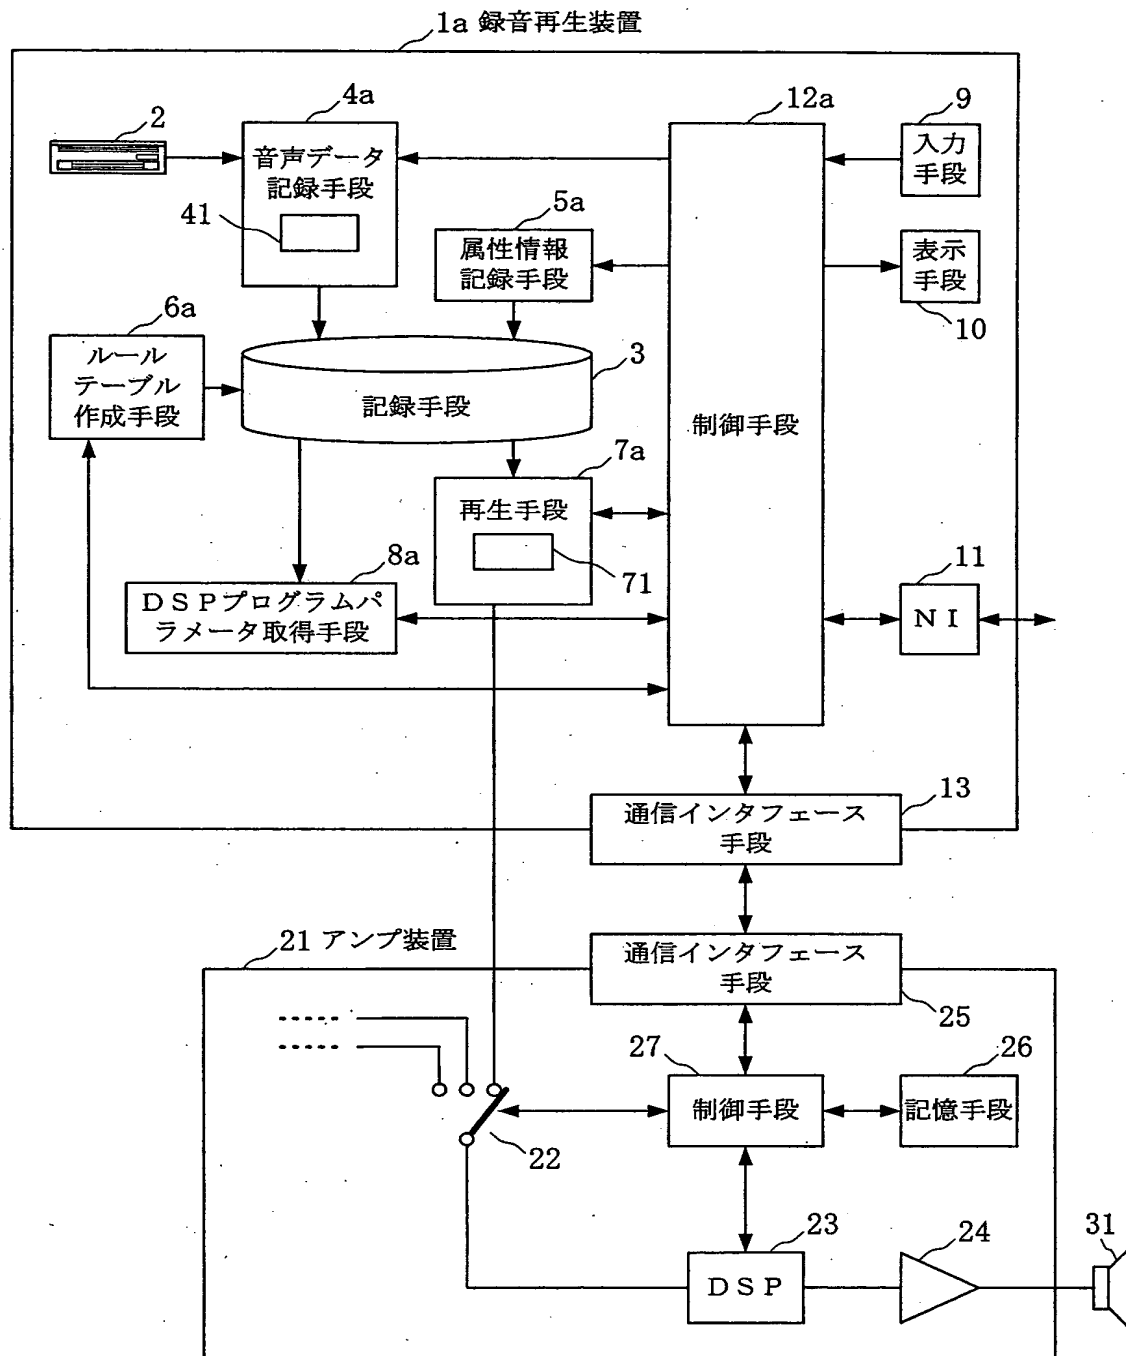 1a 録音再生装置
4a
12a
9
2
音声データ
記録手段
入力
手段
41
5a
属性情報
記録手段
表示
手段
6a
10
ルール
テーブル
作成手段
3
記録手段
制御手段
7a
再生手段
8a
71
11
DSPプログラムパ
ラメータ取得手段
NI
13
通信インタフェース
手段
21 アンプ装置
通信インタフェース
手段
25
27
26
制御手段
記憶手段
22
23
24
31
DSP